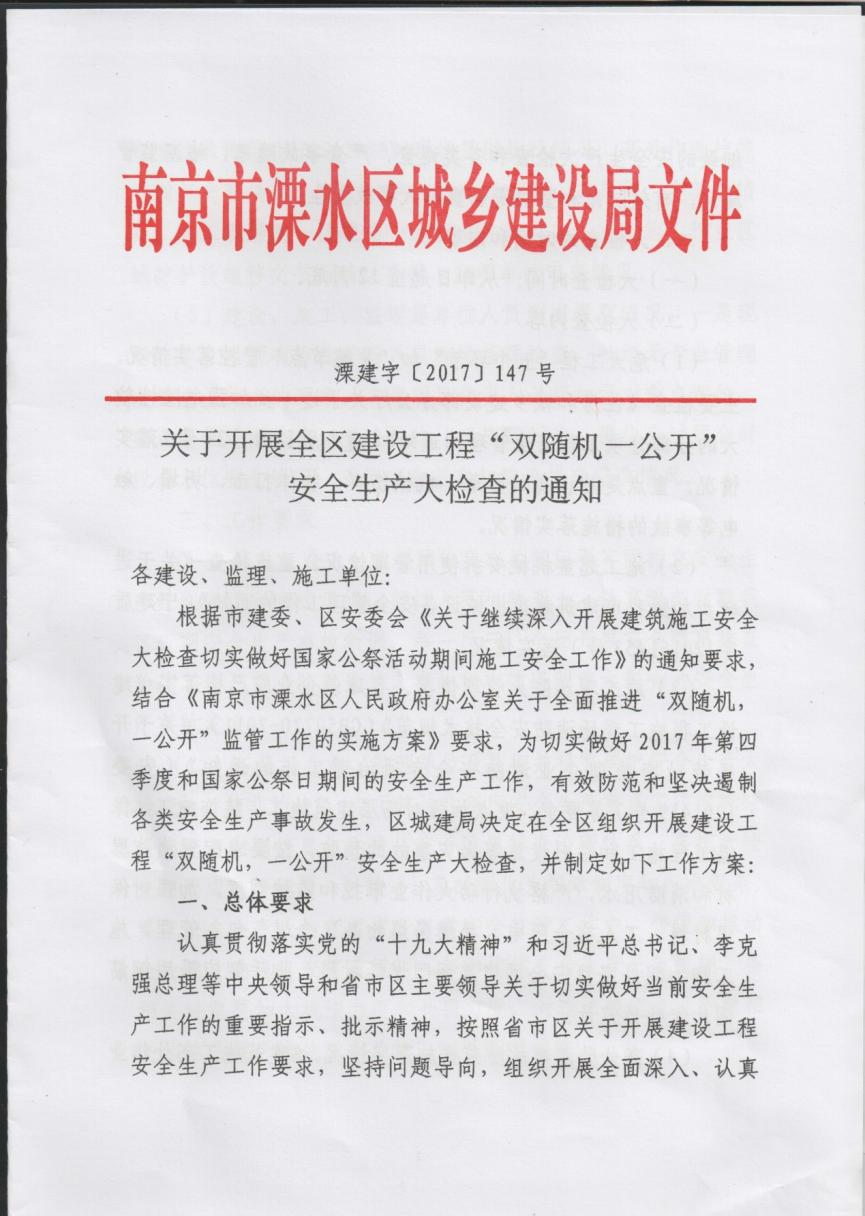 南京市溧水区城乡建设局文件
溧建字〔2017〕147号
关于开展全区建设工程“双随机一公开”
安全生产大检查的通知
各建设、监理、施工单位：
根据市建委、区安委会《关于继续深入开展建筑施工安全
大检查切实做好国家公祭活动期间施工安全工作》的通知要求，
结合《南京市溧水区人民政府办公室关于全面推进“双随机，
一公开”监管工作的实施方案》要求，为切实做好2017年第四
季度和国家公祭日期间的安全生产工作，有效防范和坚决遏制
各类安全生产事故发生，区城建局决定在全区组织开展建设工
程“双随机，一公开”安全生产大检查，并制定如下工作方案：
一、总体要求
认真贯彻落实党的“十九大精神”和习近平总书记、李克
强总理等中央领导和省市区主要领导关于切实做好当前安全生
产工作的重要指示、批示精神，按照省市区关于开展建设工程
安全生产工作要求，坚持问题导向，组织开展全面深入、认真